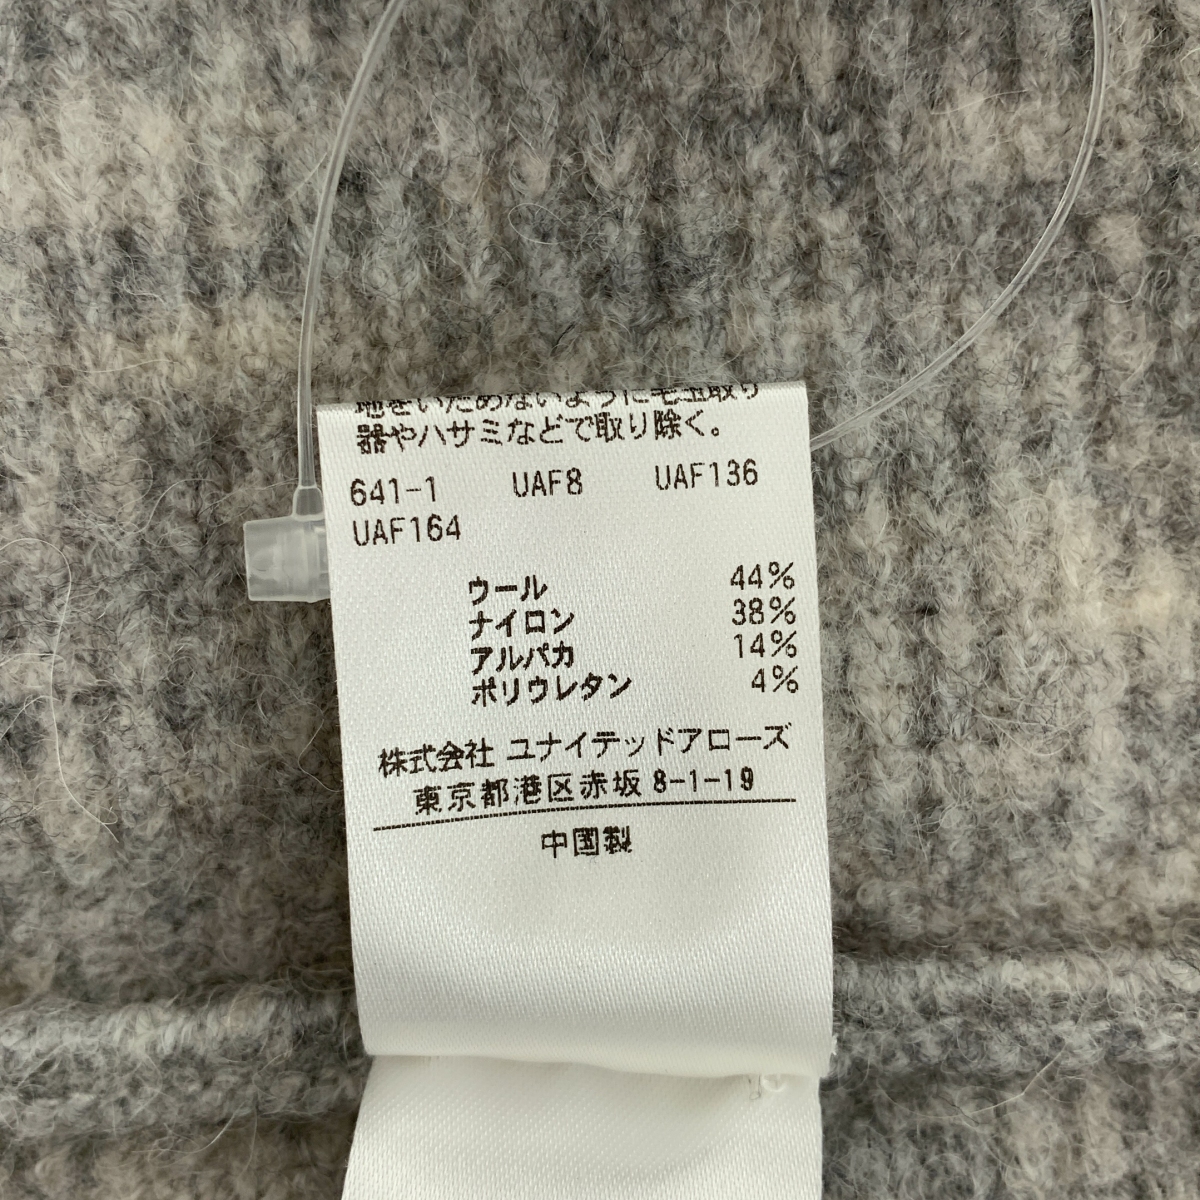 地をいためないように毛玉取り
器やハサミなどで取り除く。
641-1 UAF8 UAF136
UAF164
ウール 44%
ナイロン 38%
アルパカ 14%
ポリウレタン 4%
株式会社 ユナイテッドアローズ
東京都港区赤坂 8-1-19
中国製